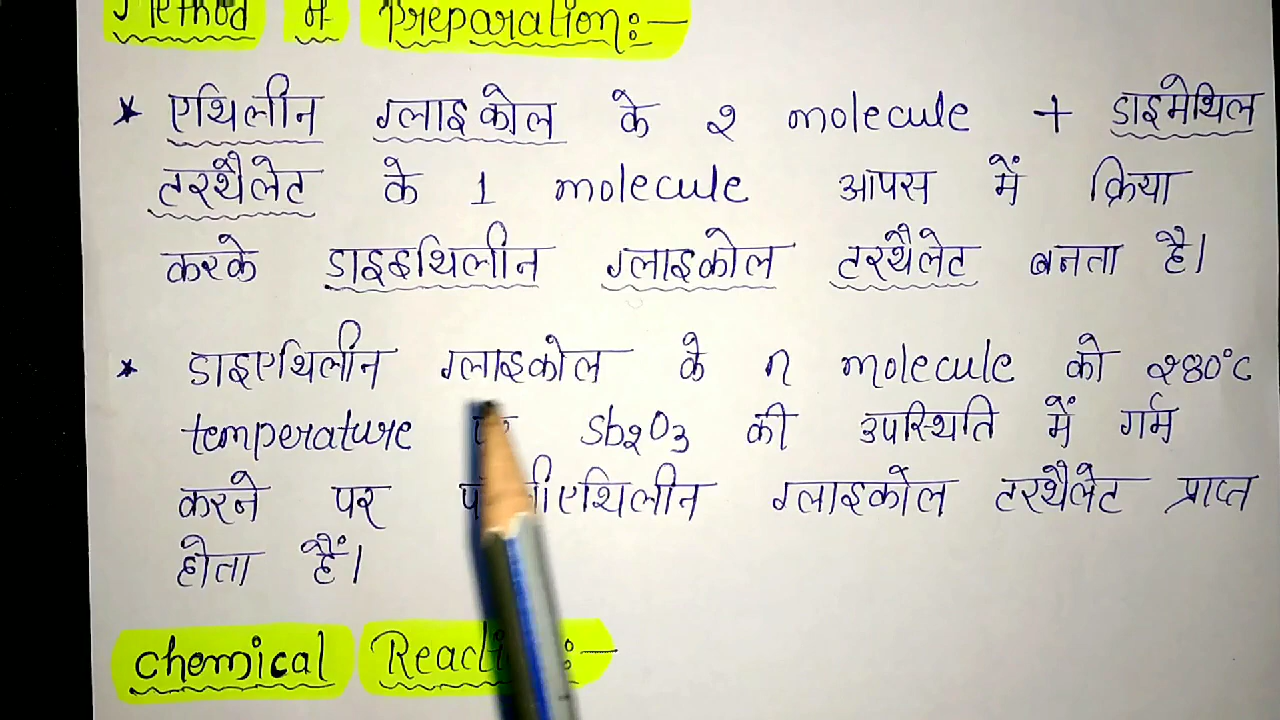 Method of Preparation:-
* एथिलीन ग्लाइकोल के 2 molecule + डाइमेथिल
टरथैलेट के 1 molecule आपस में क्रिया
करके डाइइथिलीन ग्लाइकोल टरथैलेट बनता है।
* डाइएथिलीन ग्लाइकोल के n molecule को 280°C
temperature Sb2O3 की उपस्थिति में गर्म
करने पर ग्लाइकोल टरथैलेट प्राप्त
होता हैं।
Chemical Reaction:-